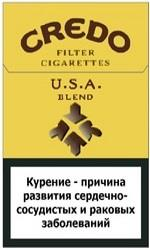 CREDO
FILTER
CIGARETTES
U.S.A.
BLEND
Курение - причина
развития сердечно-
сосудистых и раковых
заболеваний